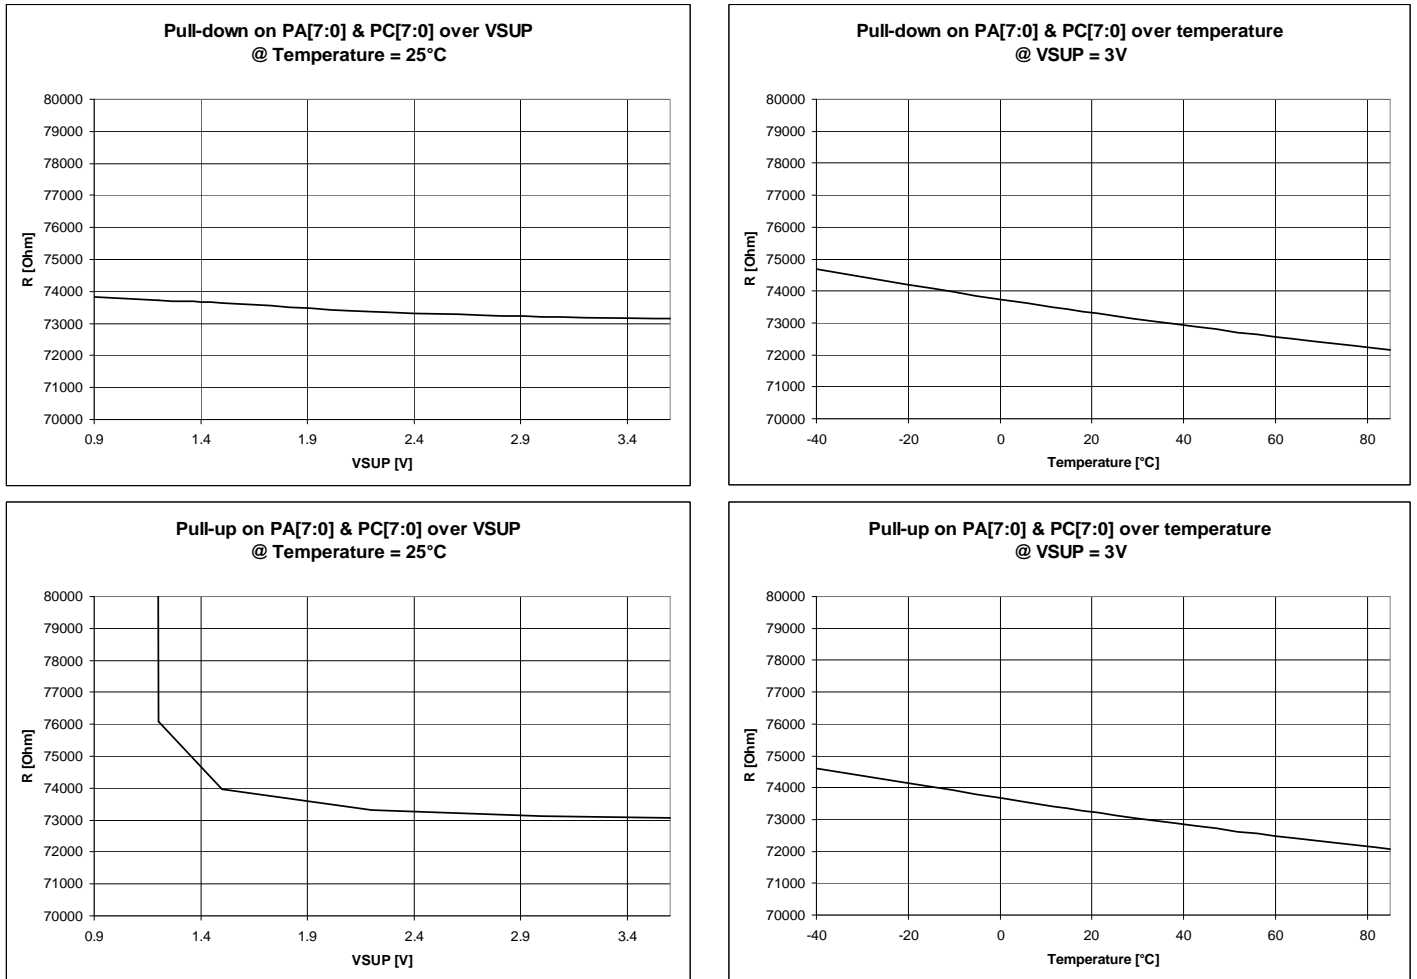 Pull-down on PA[7:0] & PC[7:0] over VSUP
@ Temperature = 25°C
80000
79000
78000
77000
76000
75000
74000
73000
72000
71000
70000
R [Ohm]
0.9 1.4 1.9 2.4 2.9 3.4
VSUP [V]
Pull-down on PA[7:0] & PC[7:0] over temperature
@ VSUP = 3V
80000
79000
78000
77000
76000
75000
74000
73000
72000
71000
70000
R [Ohm]
-40 -20 0 20 40 60 80
Temperature [°C]
Pull-up on PA[7:0] & PC[7:0] over VSUP
@ Temperature = 25°C
80000
79000
78000
77000
76000
75000
74000
73000
72000
71000
70000
R [Ohm]
0.9 1.4 1.9 2.4 2.9 3.4
VSUP [V]
Pull-up on PA[7:0] & PC[7:0] over temperature
@ VSUP = 3V
80000
79000
78000
77000
76000
75000
74000
73000
72000
71000
70000
R [Ohm]
-40 -20 0 20 40 60 80
Temperature [°C]